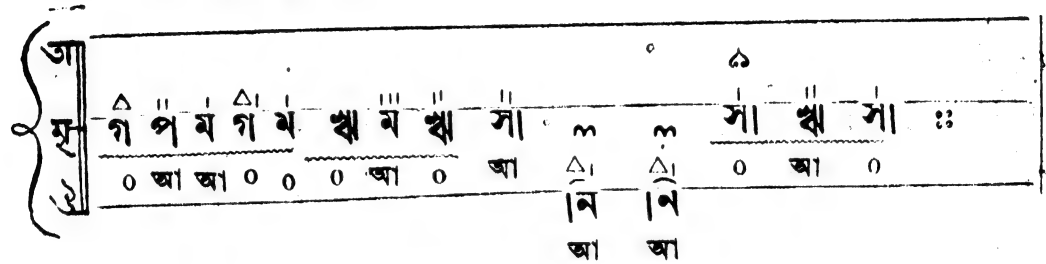 তা
মৃ গ প ম গ ম ঋ ম ঋ সা সা ঋ সা ঃঃ
০ আ আ ০ ০ ০ আ ০ আ ০ আ ০
নি নি
আ আ